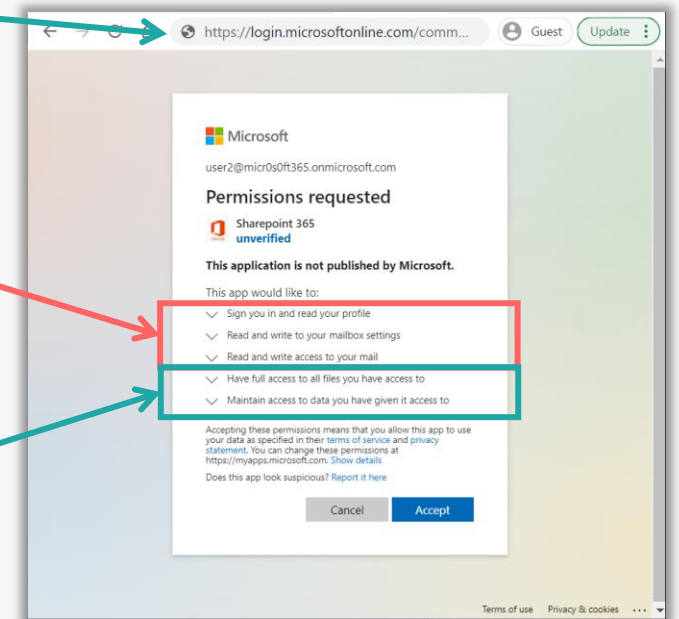 https://login.microsoftonline.com/comm...
Guest
Update
Microsoft
user2@micr0s0ft365.onmicrosoft.com
Permissions requested
Sharepoint 365
unverified
This application is not published by Microsoft.
This app would like to:
Sign you in and read your profile
Read and write to your mailbox settings
Read and write access to your mail
Have full access to all files you have access to
Maintain access to data you have given it access to
Accepting these permissions means that you allow this app to use
your data as specified in their terms of service and privacy
statement. You can change these permissions at
https://myapps.microsoft.com. Show details
Does this app look suspicious? Report it here
Cancel
Accept
Terms of use
Privacy & cookies
...